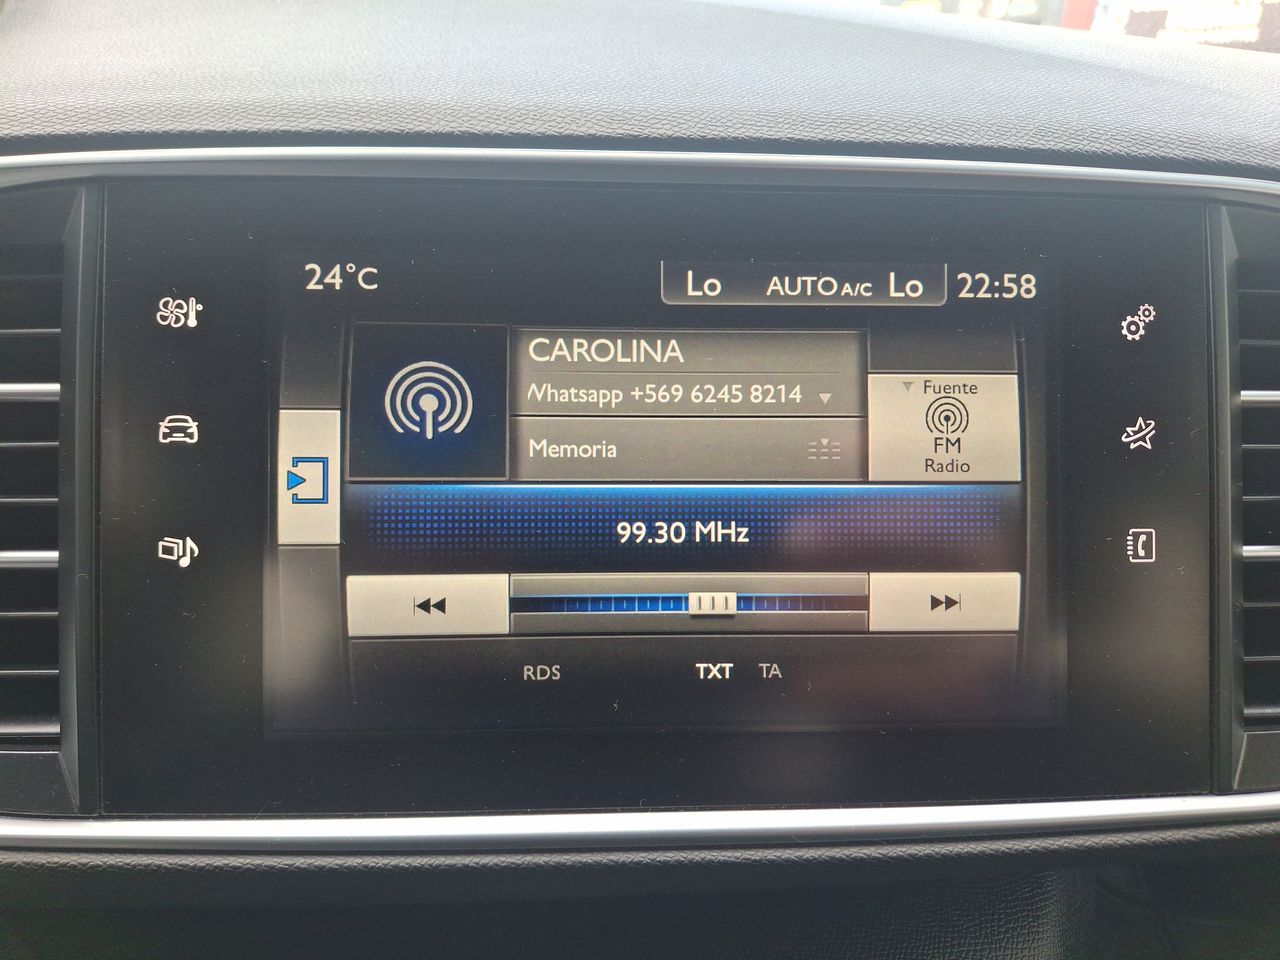 24°C
Lo AUTO A/C Lo 22:58
CAROLINA
Whatsapp +569 6245 8214
Memoria
Fuente
FM
Radio
99.30 MHz
RDS TXT TA